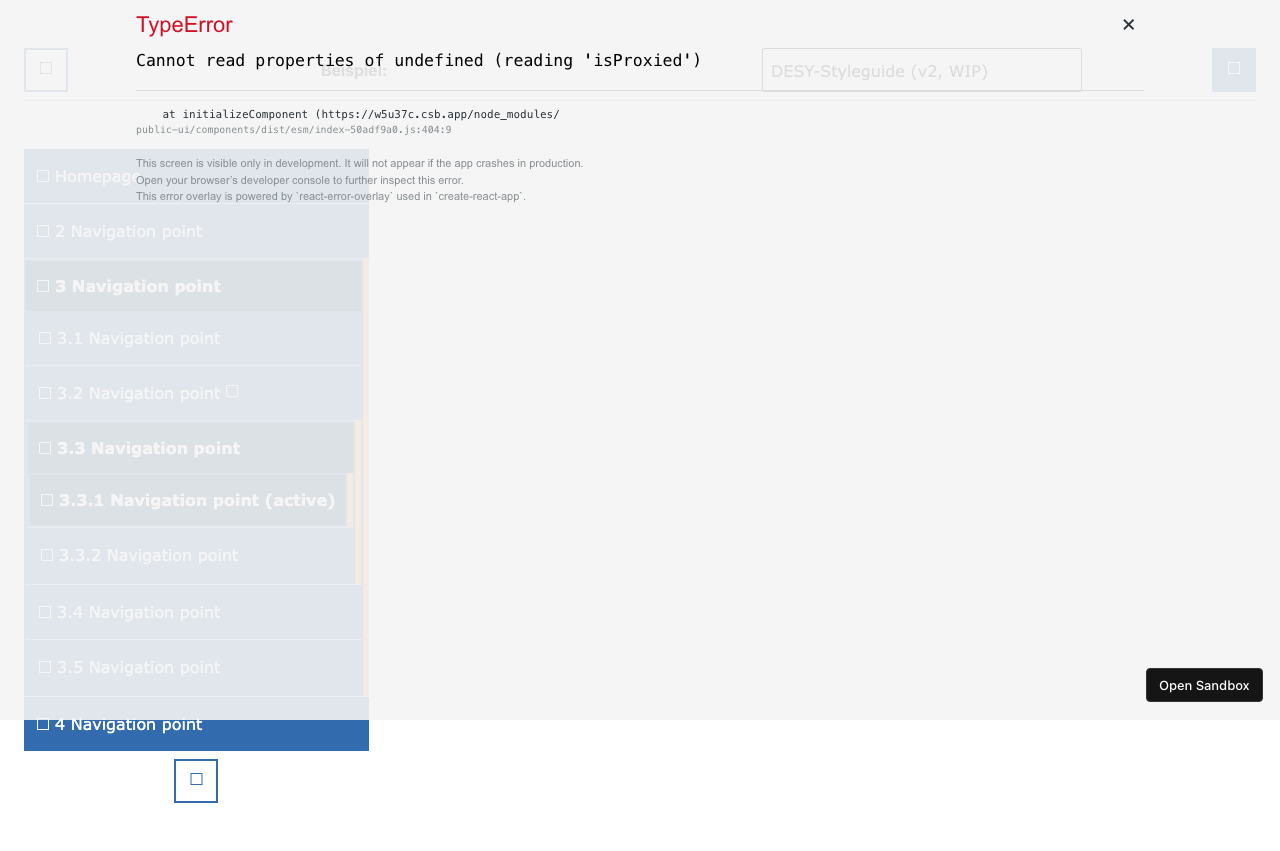 TypeError
✕
Cannot read properties of undefined (reading 'isProxied')
Beispiel:
DESY-Styleguide (v2, WIP)
at initializeComponent (https://w5u37c.csb.app/node_modules/
public-ui/components/dist/esm/index-50adf9a0.js:404:9
This screen is visible only in development. It will not appear if the app crashes in production.
Open your browser's developer console to further inspect this error.
This error overlay is powered by `react-error-overlay` used in `create-react-app`.
Homepage
2 Navigation point
3 Navigation point
3.1 Navigation point
3.2 Navigation point
3.3 Navigation point
3.3.1 Navigation point (active)
3.3.2 Navigation point
3.4 Navigation point
3.5 Navigation point
4 Navigation point
Open Sandbox